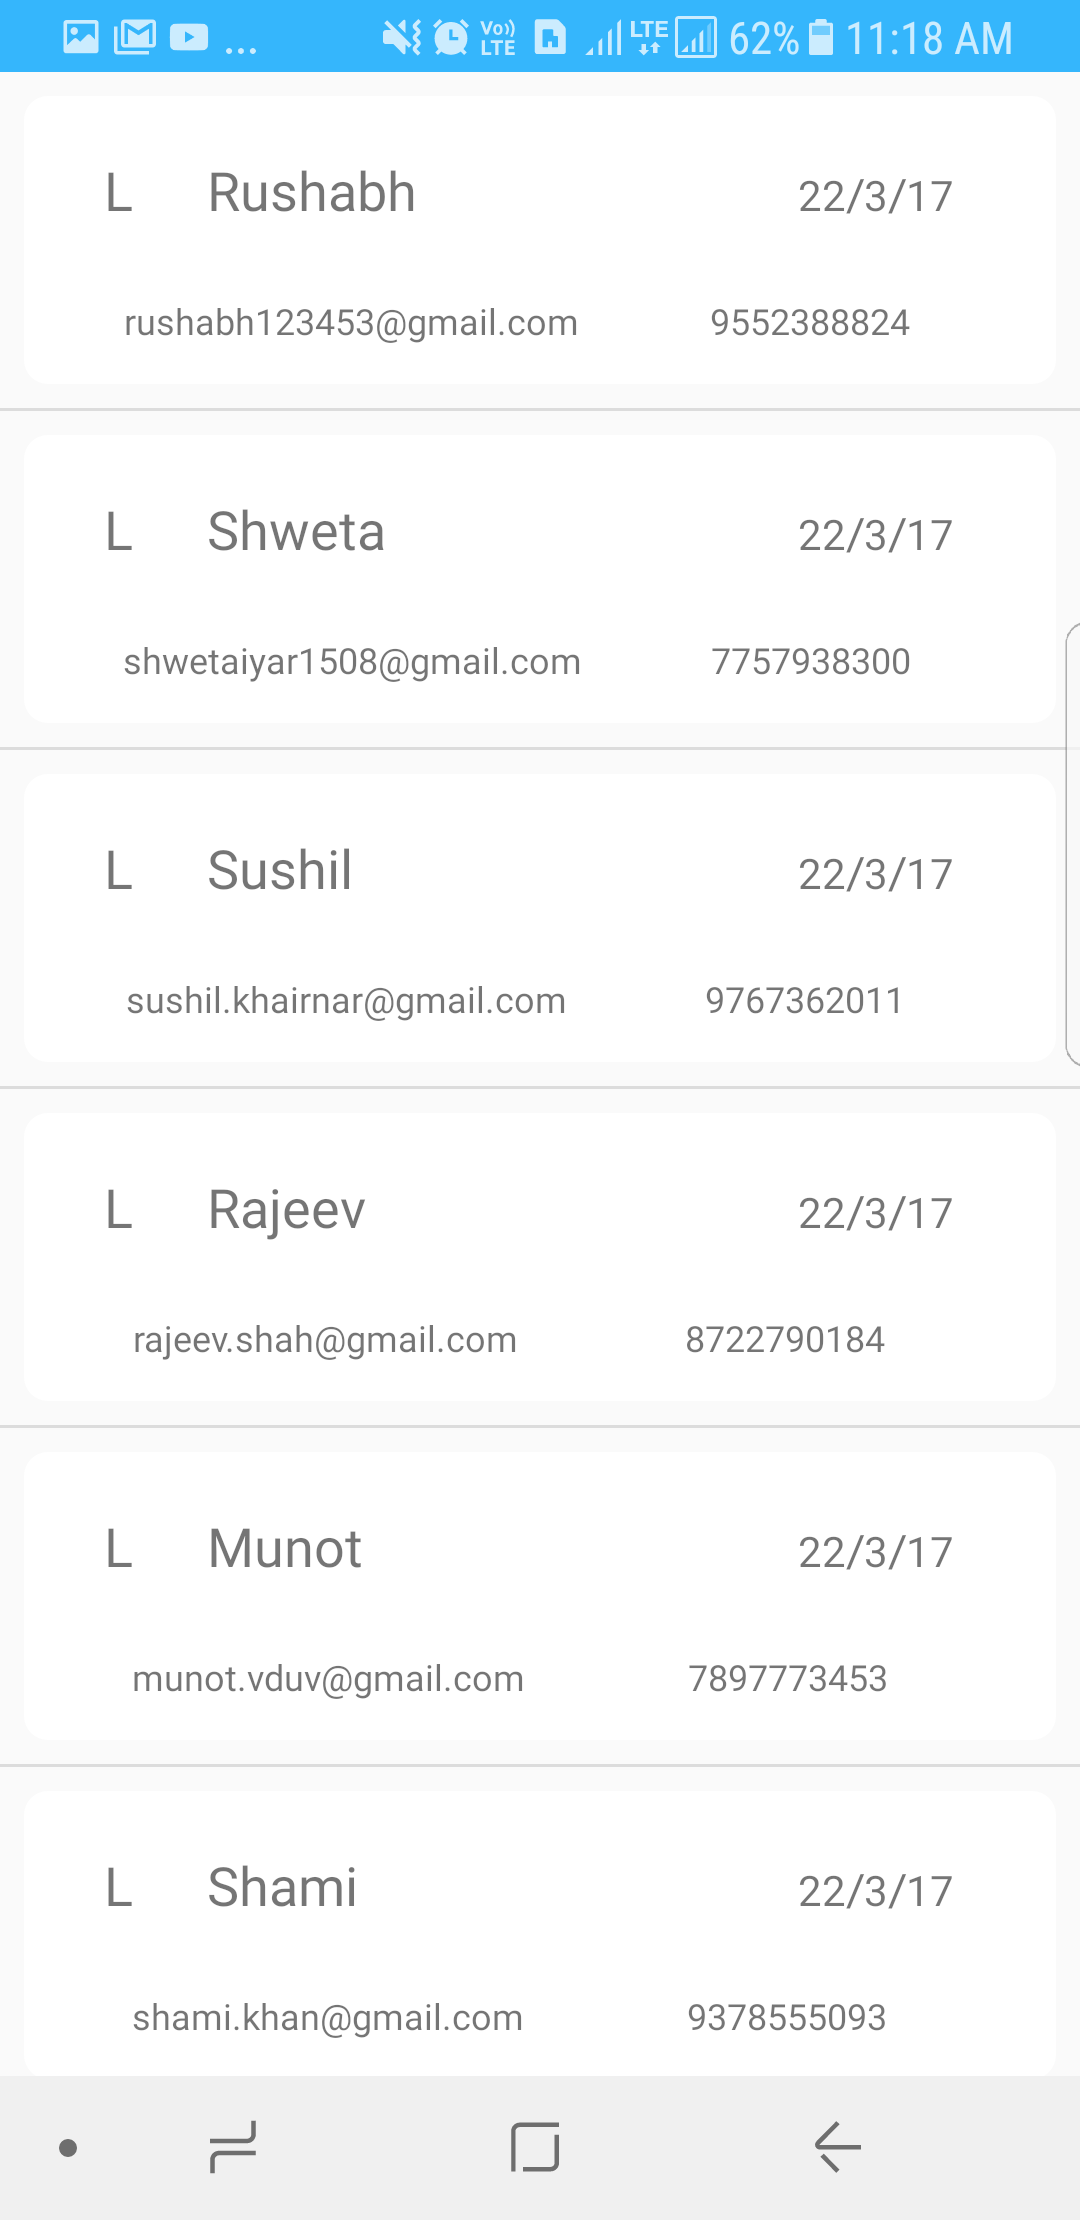 ... Vo)) LTE LTE 62% 11:18 AM
L Rushabh 22/3/17
rushabh123453@gmail.com 9552388824
L Shweta 22/3/17
shwetaiyar1508@gmail.com 7757938300
L Sushil 22/3/17
sushil.khairnar@gmail.com 9767362011
L Rajeev 22/3/17
rajeev.shah@gmail.com 8722790184
L Munot 22/3/17
munot.vduv@gmail.com 7897773453
L Shami 22/3/17
shami.khan@gmail.com 9378555093